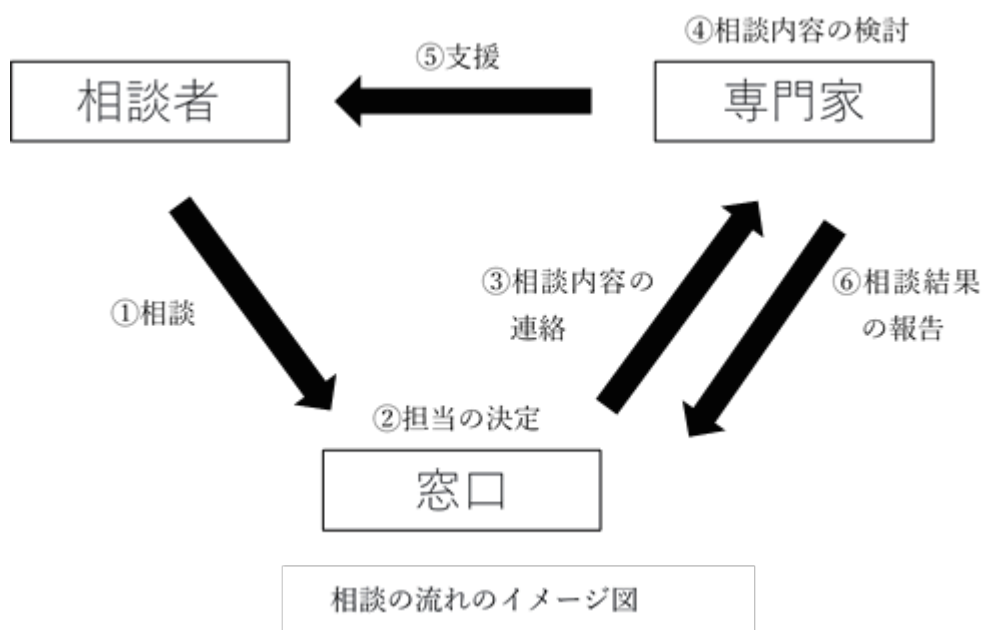 ④相談内容の検討
⑤支援
相談者
専門家
③相談内容の
連絡
⑥相談結果
の報告
①相談
②担当の決定
窓口
相談の流れのイメージ図